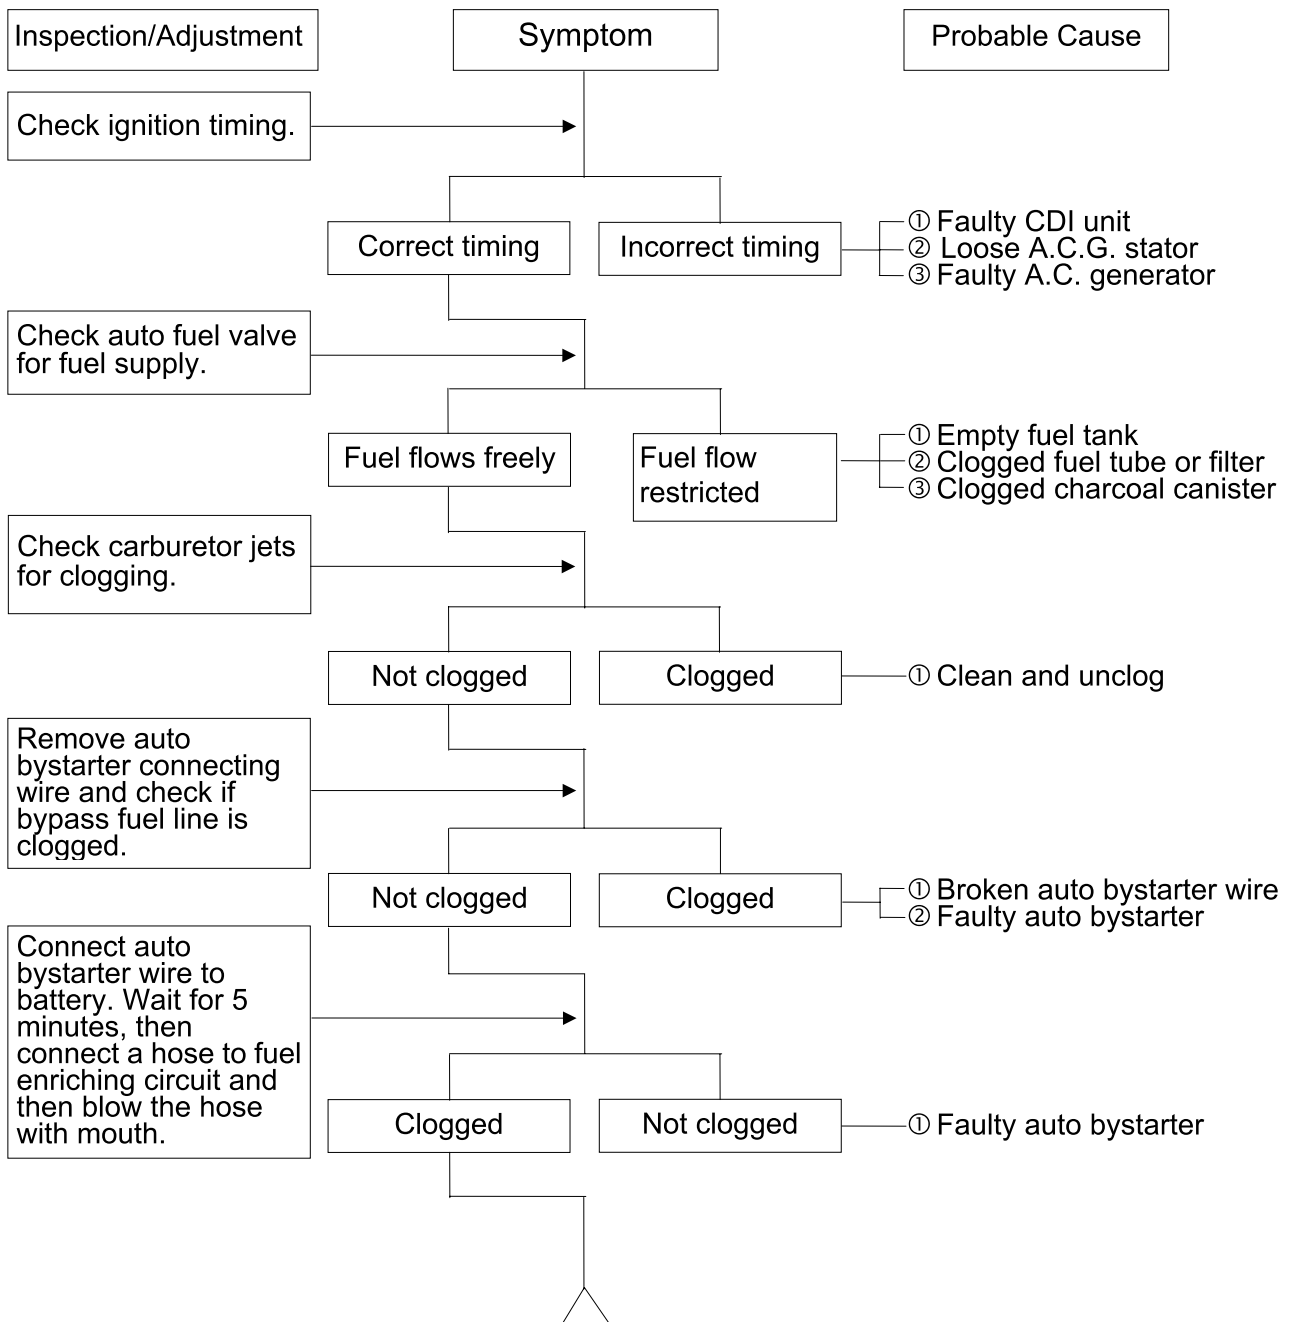 Inspection/Adjustment
Symptom
Probable Cause
Check ignition timing.
Correct timing
Incorrect timing
① Faulty CDI unit
② Loose A.C.G. stator
③ Faulty A.C. generator
Check auto fuel valve
for fuel supply.
Fuel flows freely
Fuel flow
restricted
① Empty fuel tank
② Clogged fuel tube or filter
③ Clogged charcoal canister
Check carburetor jets
for clogging.
Not clogged
Clogged
① Clean and unclog
Remove auto
bystarter connecting
wire and check if
bypass fuel line is
clogged.
Not clogged
Clogged
① Broken auto bystarter wire
② Faulty auto bystarter
Connect auto
bystarter wire to
battery. Wait for 5
minutes, then
connect a hose to fuel
enriching circuit and
then blow the hose
with mouth.
Clogged
Not clogged
① Faulty auto bystarter